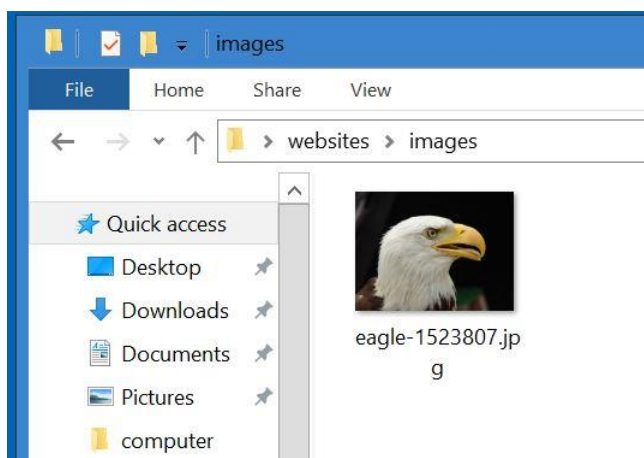 images
File Home Share View
websites images
Quick access
Desktop
Downloads
Documents
Pictures
computer
eagle-1523807.jp
g